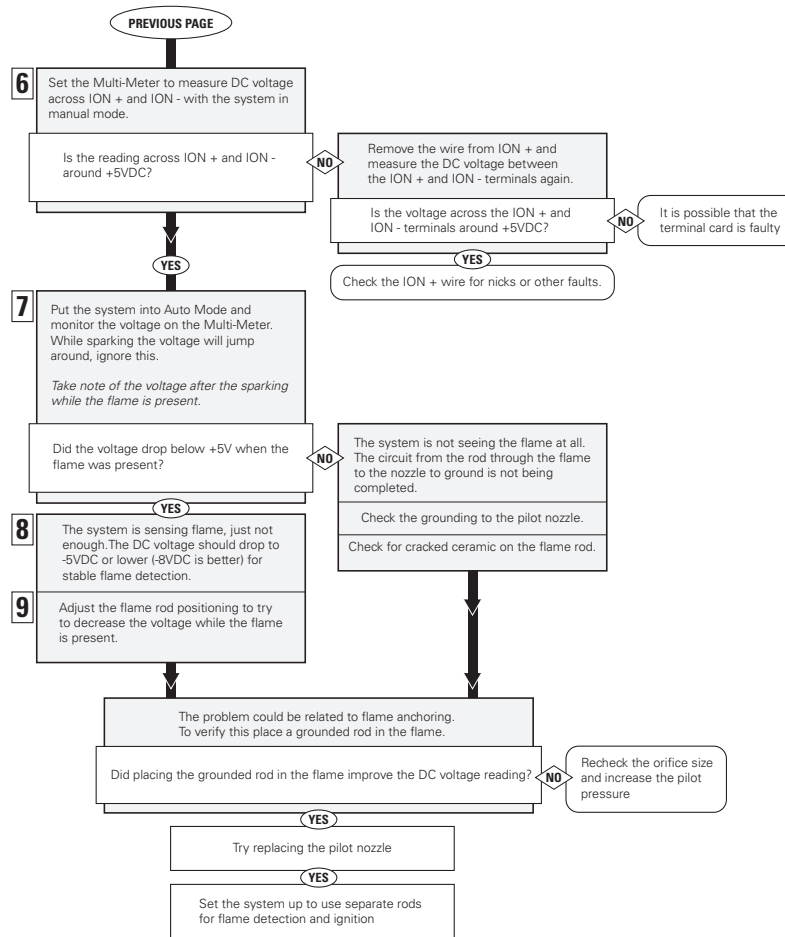 PREVIOUS PAGE
6
Set the Multi-Meter to measure DC voltage
across ION + and ION - with the system in
manual mode.
Is the reading across ION + and ION -
around +5VDC?
NO
Remove the wire from ION + and
measure the DC voltage between
the ION + and ION - terminals again.
Is the voltage across the ION + and
ION - terminals around +5VDC?
NO
It is possible that the
terminal card is faulty
YES
Check the ION + wire for nicks or other faults.
YES
7
Put the system into Auto Mode and
monitor the voltage on the Multi-Meter.
While sparking the voltage will jump
around, ignore this.
Take note of the voltage after the sparking
while the flame is present.
Did the voltage drop below +5V when the
flame was present?
NO
The system is not seeing the flame at all.
The circuit from the rod through the flame
to the nozzle to ground is not being
completed.
Check the grounding to the pilot nozzle.
Check for cracked ceramic on the flame rod.
YES
8
The system is sensing flame, just not
enough.The DC voltage should drop to
-5VDC or lower (-8VDC is better) for
stable flame detection.
9
Adjust the flame rod positioning to try
to decrease the voltage while the flame
is present.
The problem could be related to flame anchoring.
To verify this place a grounded rod in the flame.
Did placing the grounded rod in the flame improve the DC voltage reading?
NO
Recheck the orifice size
and increase the pilot
pressure
YES
Try replacing the pilot nozzle
YES
Set the system up to use separate rods
for flame detection and ignition